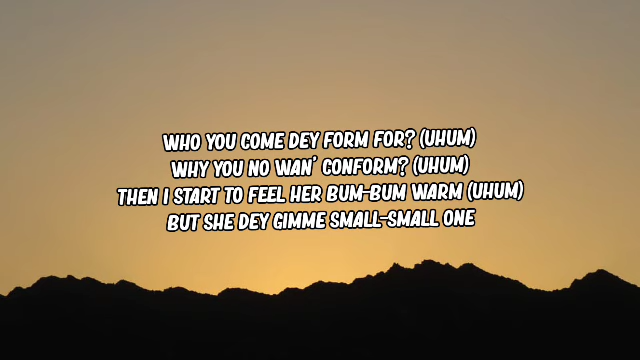 WHO YOU COME DEY FORM FOR? (UHUM)
WHY YOU NO WAN' CONFORM? (UHUM)
THEN I START TO FEEL HER BUM-BUM WARM (UHUM)
BUT SHE DEY GIMME SMALL-SMALL ONE